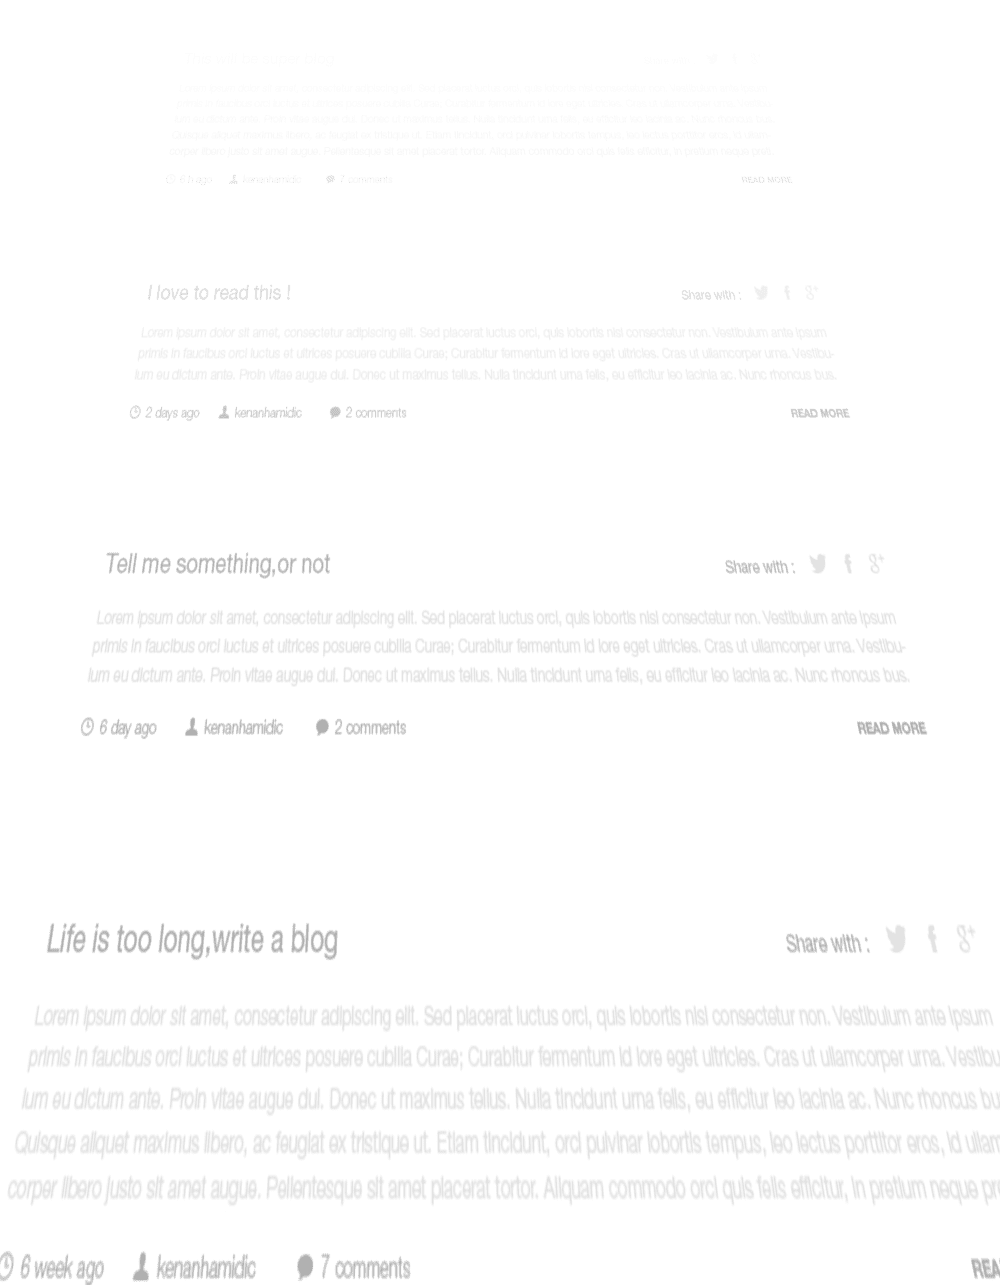 READ MORE
I love to read this !
Share with :
Lorem ipsum dolor sit amet, consectetur adipiscing elit. Sed placerat luctus orci, quis lobortis nisl consectetur non. Vestibulum ante ipsum
primis in faucibus orci luctus et ultrices posuere cubilia Curae; Curabitur fermentum id lore eget ultricies. Cras ut ullamcorper urna. Vestibu-
lum eu dictum ante. Proin vitae augue dui. Donec ut maximus tellus. Nulla tincidunt urna felis, eu efficitur leo lacinia ac. Nunc rhoncus bus.
2 days ago kenanhamidic 2 comments READ MORE
Tell me something,or not
Share with :
Lorem ipsum dolor sit amet, consectetur adipiscing elit. Sed placerat luctus orci, quis lobortis nisl consectetur non. Vestibulum ante ipsum
primis in faucibus orci luctus et ultrices posuere cubilia Curae; Curabitur fermentum id lore eget ultricies. Cras ut ullamcorper urna. Vestibu-
lum eu dictum ante. Proin vitae augue dui. Donec ut maximus tellus. Nulla tincidunt urna felis, eu efficitur leo lacinia ac. Nunc rhoncus bus.
6 day ago kenanhamidic 2 comments READ MORE
Life is too long,write a blog
Share with :
Lorem ipsum dolor sit amet, consectetur adipiscing elit. Sed placerat luctus orci, quis lobortis nisl consectetur non. Vestibulum ante ipsum
primis in faucibus orci luctus et ultrices posuere cubilia Curae; Curabitur fermentum id lore eget ultricies. Cras ut ullamcorper urna. Vestibu
lum eu dictum ante. Proin vitae augue dui. Donec ut maximus tellus. Nulla tincidunt urna felis, eu efficitur leo lacinia ac. Nunc rhoncus bu
Quisque aliquet maximus libero, ac feugiat ex tristique ut. Etiam tincidunt, orci pulvinar lobortis tempus, leo lectus porttitor eros, id ullam
corper libero justo sit amet augue. Pellentesque sit amet placerat tortor. Aliquam commodo orci quis felis efficitur, in pretium neque pre
6 week ago kenanhamidic 7 comments REA